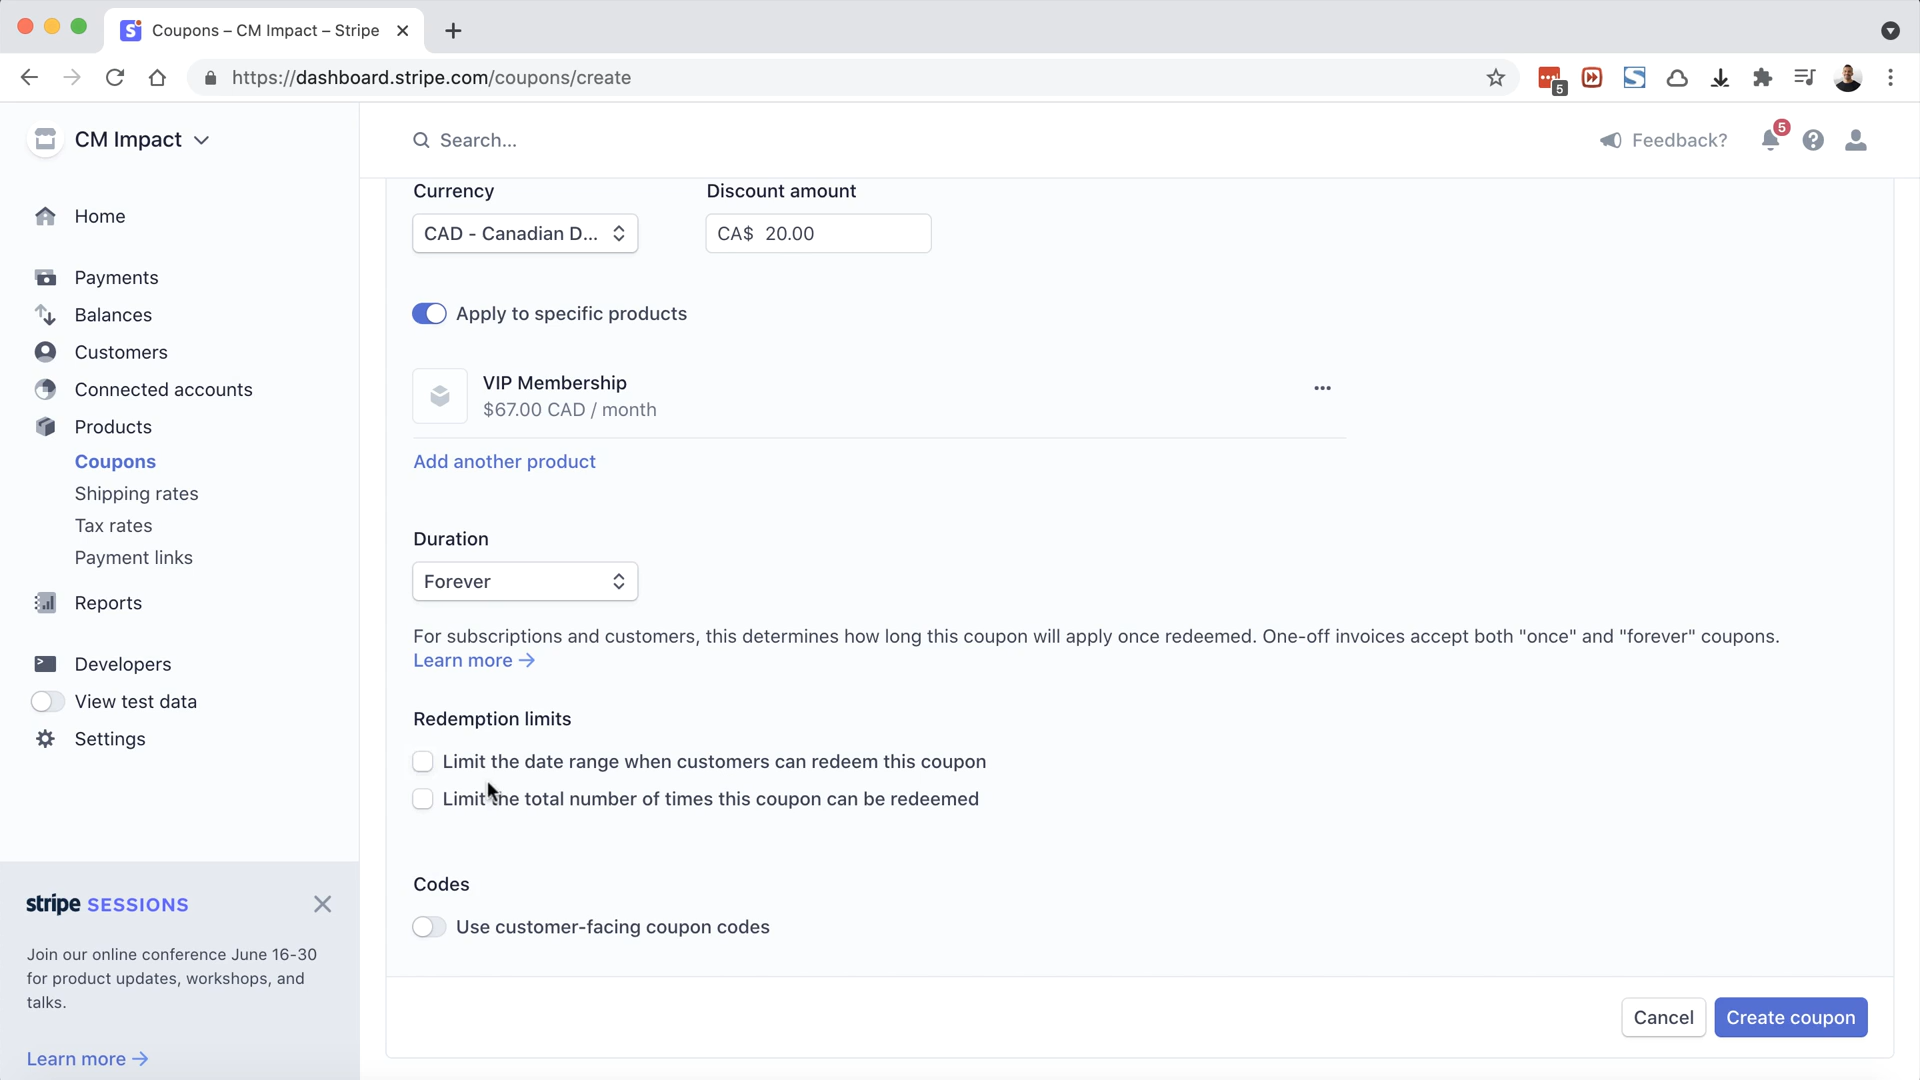 Coupons – CM Impact – Stripe
https://dashboard.stripe.com/coupons/create
5
CM Impact
Search...
Feedback?
5
Home
Payments
Balances
Customers
Connected accounts
Products
Coupons
Shipping rates
Tax rates
Payment links
Reports
Developers
View test data
Settings
stripe SESSIONS
Join our online conference June 16-30
for product updates, workshops, and
talks.
Learn more →
Currency
Discount amount
CAD - Canadian D...
CA$ 20.00
Apply to specific products
VIP Membership
$67.00 CAD / month
Add another product
Duration
Forever
For subscriptions and customers, this determines how long this coupon will apply once redeemed. One-off invoices accept both "once" and "forever" coupons.
Learn more →
Redemption limits
Limit the date range when customers can redeem this coupon
Limit the total number of times this coupon can be redeemed
Codes
Use customer-facing coupon codes
Cancel
Create coupon